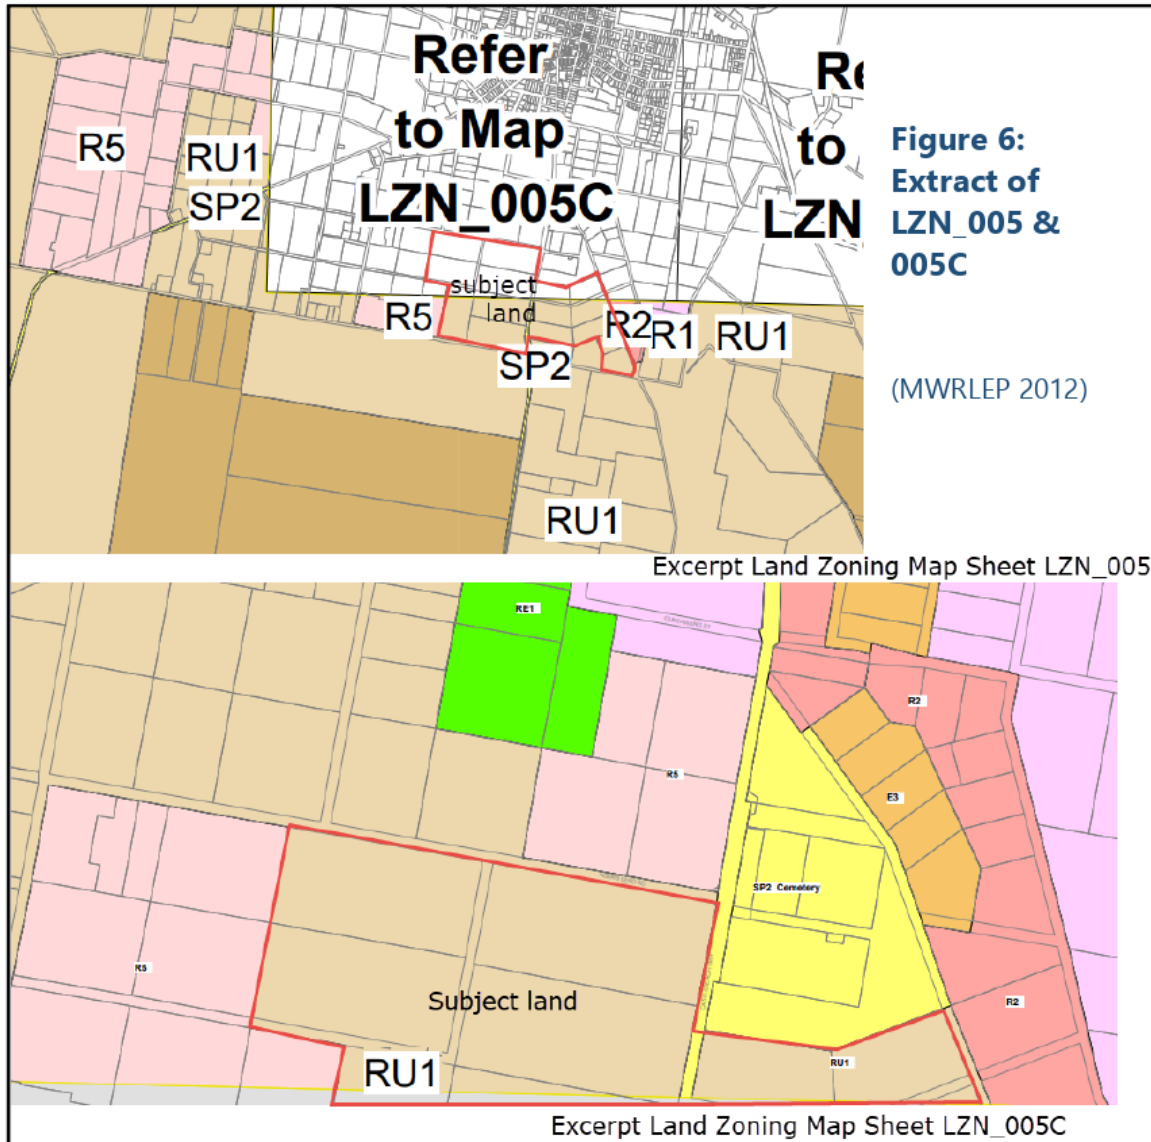 Refer
to Map
LZN_005C
Re
to
LZN
R5
RU1
SP2
subject
land
R5
R2
R1
RU1
SP2
RU1
Figure 6:
Extract of
LZN_005 &
005C
(MWRLEP 2012)
Excerpt Land Zoning Map Sheet LZN_005
RE1
R2
R5
E3
SP2 Cemetery
R5
Subject land
R2
RU1
RU1
Excerpt Land Zoning Map Sheet LZN_005C